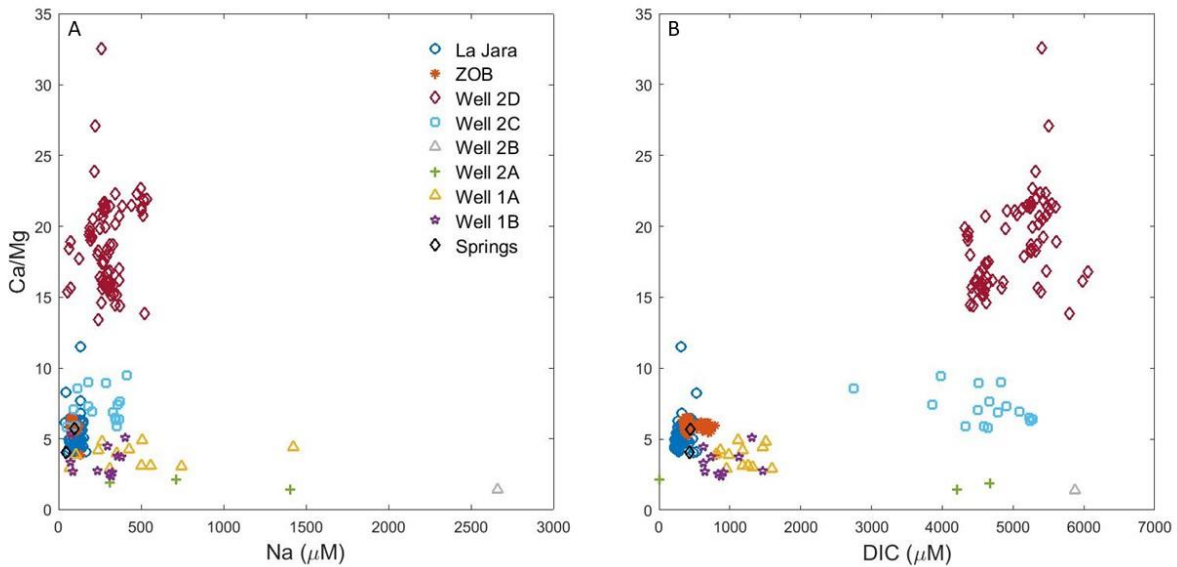 A
35
30
25
20
15
10
5
0
Ca/Mg
0 500 1000 1500 2000 2500 3000
Na (μM)
La Jara
ZOB
Well 2D
Well 2C
Well 2B
Well 2A
Well 1A
Well 1B
Springs
B
35
30
25
20
15
10
5
0
0 1000 2000 3000 4000 5000 6000 7000
DIC (μM)